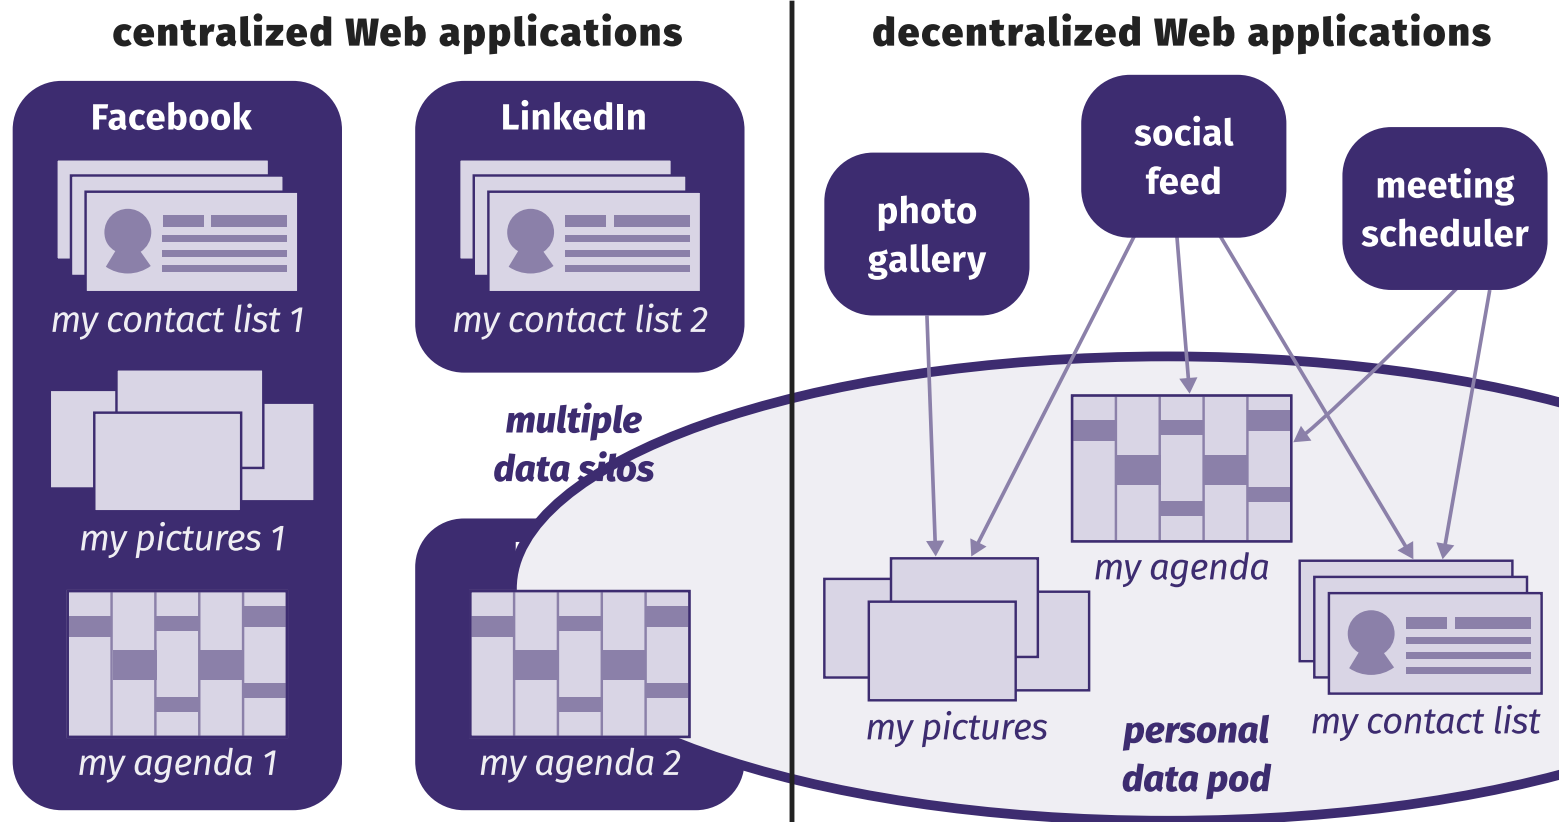 centralized Web applications
Facebook
my contact list 1
my pictures 1
my agenda 1
LinkedIn
my contact list 2
multiple
data silos
my agenda 2
decentralized Web applications
photo
gallery
social
feed
meeting
scheduler
my agenda
my pictures
my contact list
personal
data pod